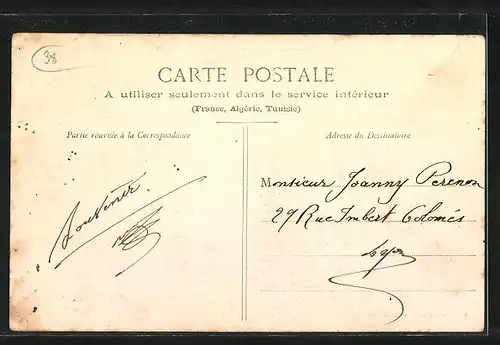 38
CARTE POSTALE
A utiliser seulement dans le service intérieur
(France, Algérie, Tunisie)
Partie réservée à la Correspondance
Adresse du Destinataire
Souvenir
Monsieur Joanny Perenon
27 Rue Imbert Colomès
Lyon